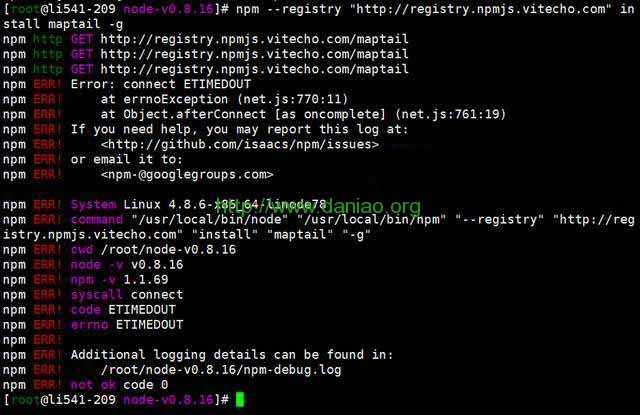 [root@li541-209 node-v0.8.16]# npm --registry "http://registry.npmjs.vitecho.com" in
stall maptail -g
npm http GET http://registry.npmjs.vitecho.com/maptail
npm http GET http://registry.npmjs.vitecho.com/maptail
npm http GET http://registry.npmjs.vitecho.com/maptail
npm ERR! Error: connect ETIMEDOUT
npm ERR!     at errnoException (net.js:770:11)
npm ERR!     at Object.afterConnect [as oncomplete] (net.js:761:19)
npm ERR! If you need help, you may report this log at:
npm ERR!     <http://github.com/isaacs/npm/issues>
npm ERR! or email it to:
npm ERR!     <npm-@googlegroups.com>

npm ERR! System Linux 4.8.6-x86_64-linode78
http://www.daniao.org
npm ERR! command "/usr/local/bin/node" "/usr/local/bin/npm" "--registry" "http://reg
istry.npmjs.vitecho.com" "install" "maptail" "-g"
npm ERR! cwd /root/node-v0.8.16
npm ERR! node -v v0.8.16
npm ERR! npm -v 1.1.69
npm ERR! syscall connect
npm ERR! code ETIMEDOUT
npm ERR! errno ETIMEDOUT
npm ERR!
npm ERR! Additional logging details can be found in:
npm ERR!     /root/node-v0.8.16/npm-debug.log
npm ERR! not ok code 0
[root@li541-209 node-v0.8.16]#